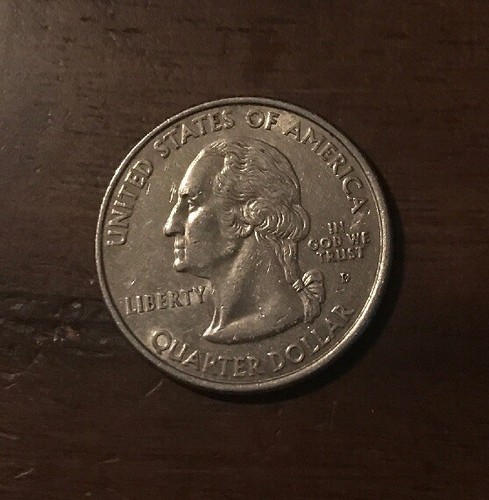 UNITED STATES OF AMERICA
LIBERTY
IN
GOD WE
TRUST
QUARTER DOLLAR